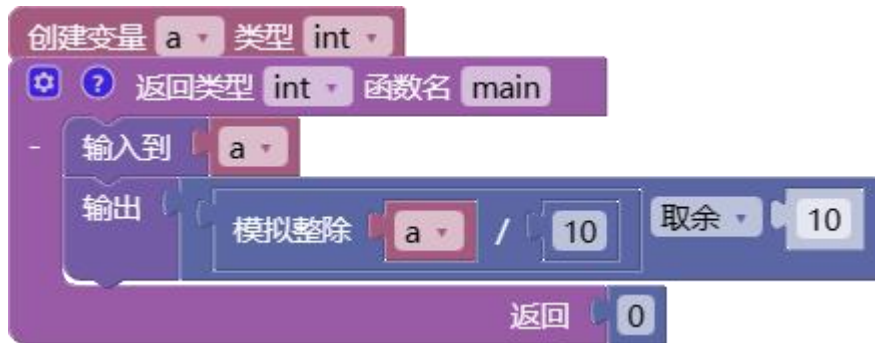 创建变量 a 类型 int
? 返回类型 int 函数名 main
- 输入到 a
输出 模拟整除 a / 10 取余 10
返回 0